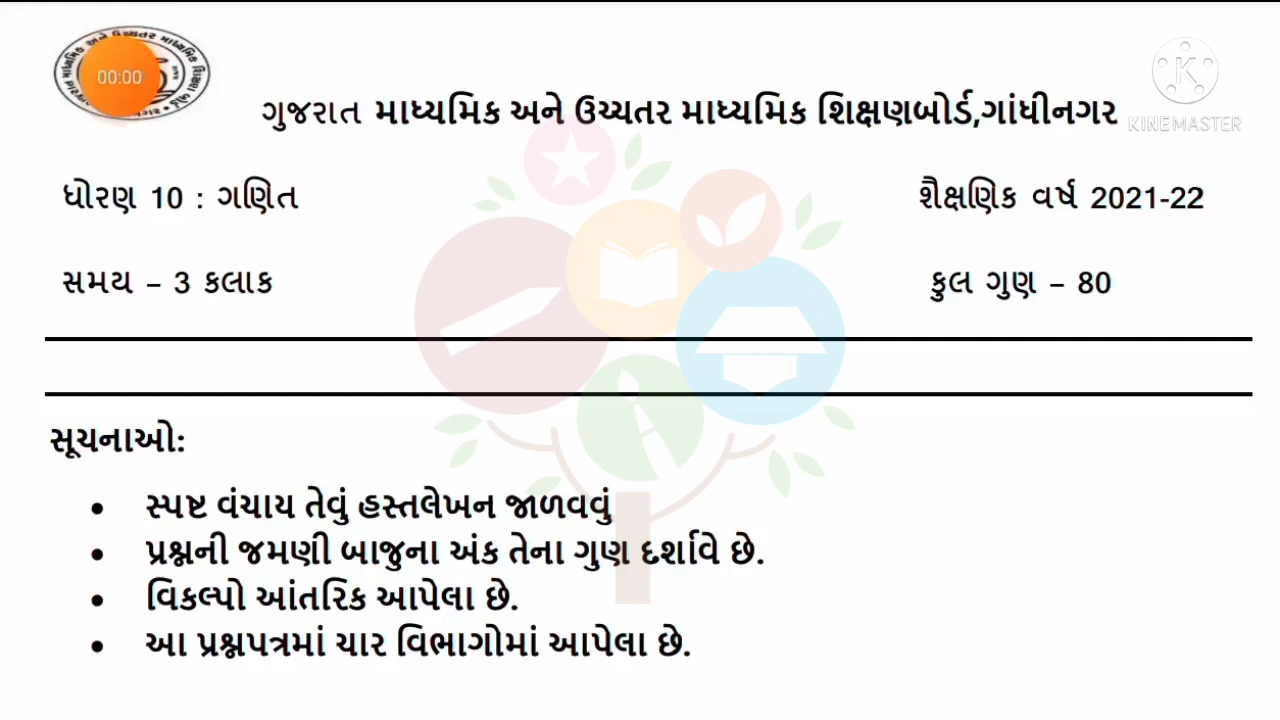 00:00
ગુજરાત માધ્યમિક અને ઉચ્ચતર માધ્યમિક શિક્ષણબોર્ડ,ગાંધીનગર
KINEMASTER
ધોરણ 10 : ગણિત
શૈક્ષણિક વર્ષ 2021-22
સમય – 3 કલાક
કુલ ગુણ – 80
સૂચનાઓ:
• સ્પષ્ટ વંચાય તેવું હસ્તલેખન જાળવવું
• પ્રશ્નની જમણી બાજુના અંક તેના ગુણ દર્શાવે છે.
• વિકલ્પો આંતરિક આપેલા છે.
• આ પ્રશ્નપત્રમાં ચાર વિભાગોમાં આપેલા છે.